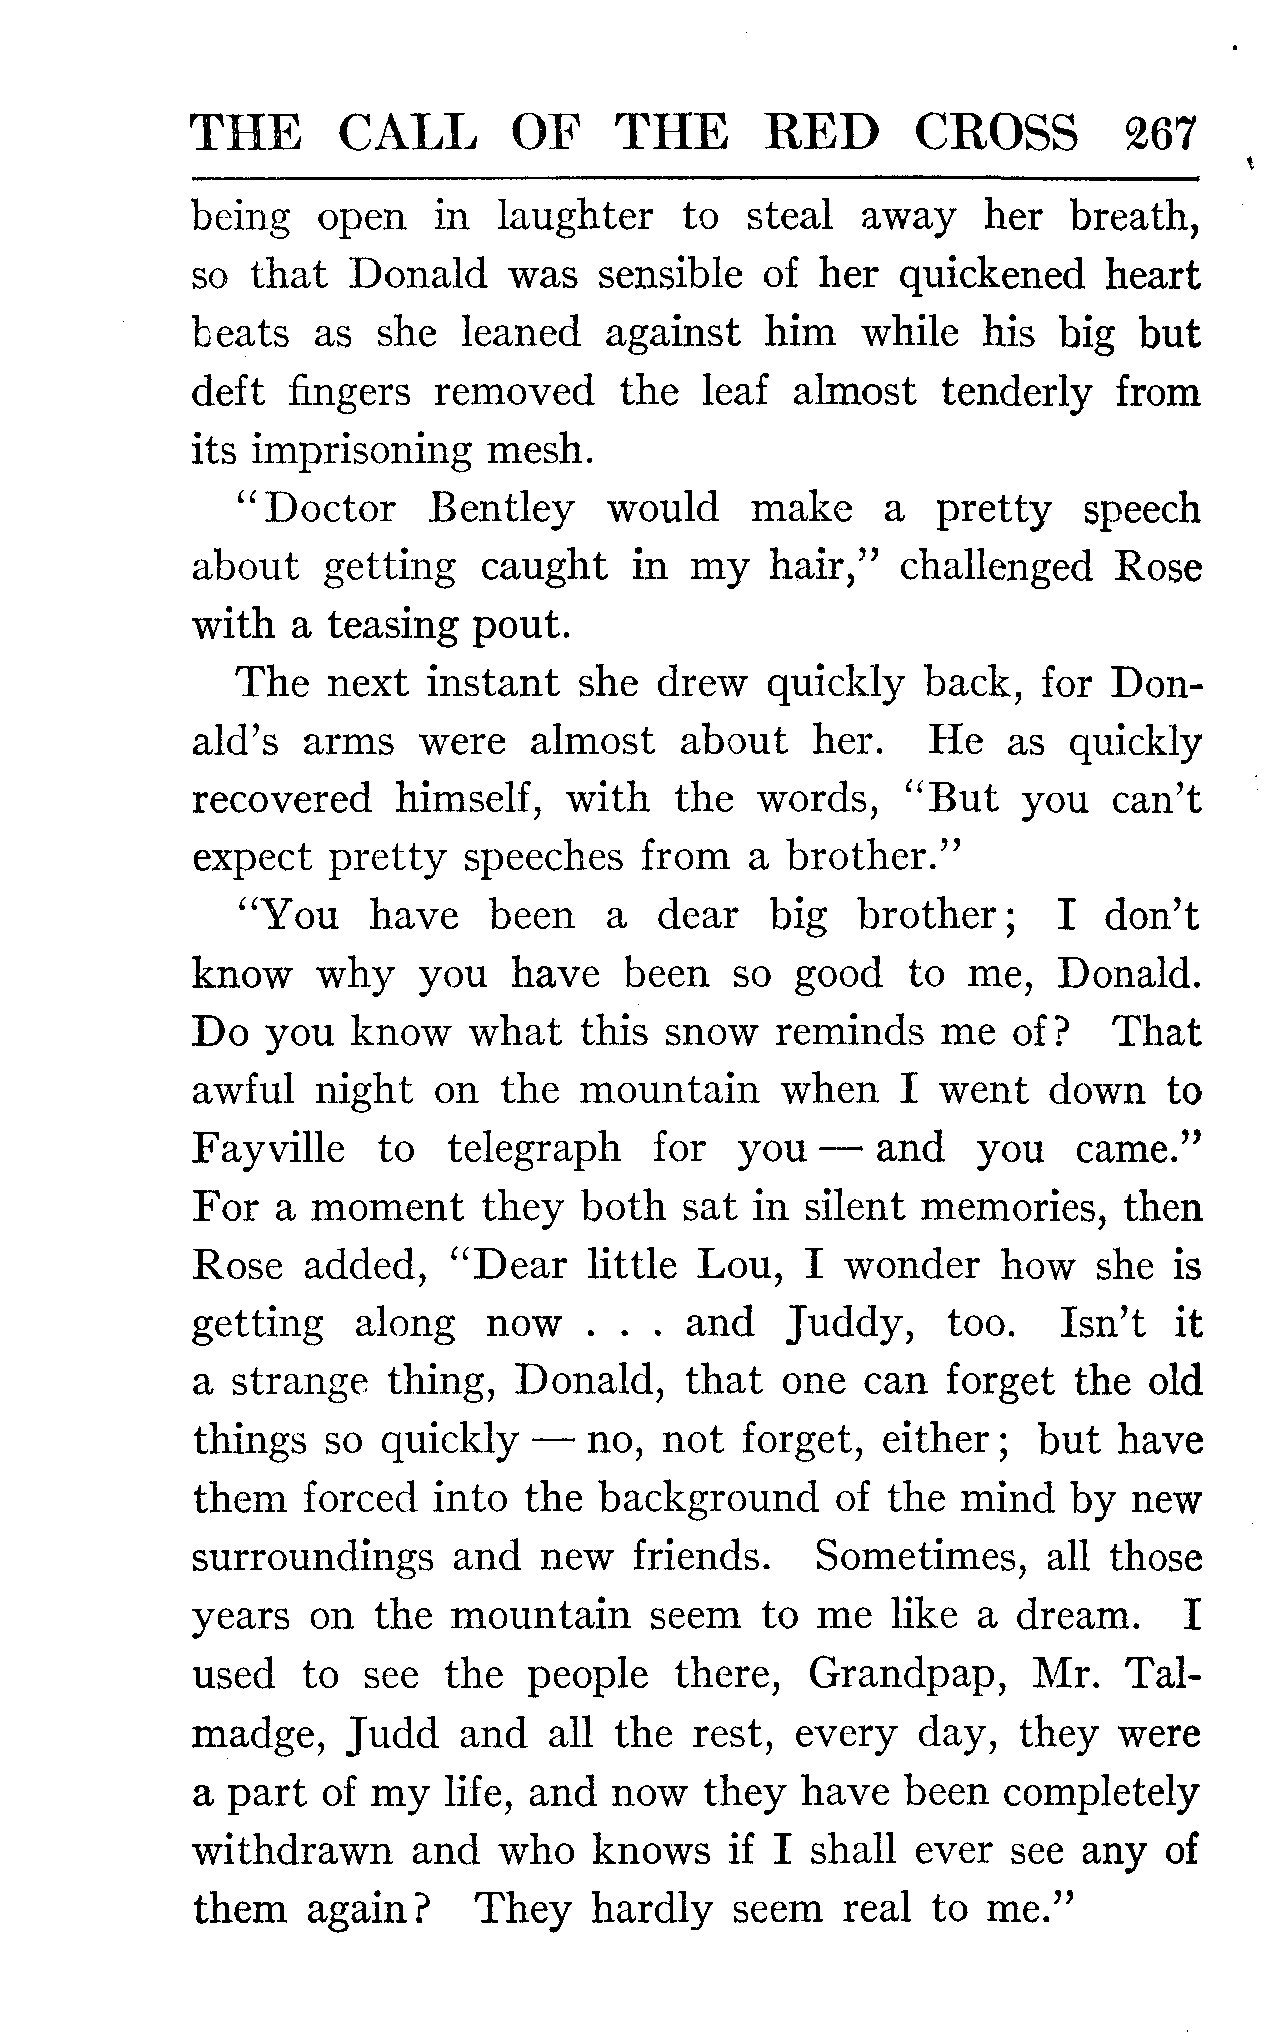 THE CALL OF THE RED CROSS 267
being open in laughter to steal away her breath,
so that Donald was sensible of her quickened heart
beats as she leaned against him while his big but
deft fingers removed the leaf almost tenderly from
its imprisoning mesh.
"Doctor Bentley would make a pretty speech
about getting caught in my hair," challenged Rose
with a teasing pout.
The next instant she drew quickly back, for Don-
ald's arms were almost about her. He as quickly
recovered himself, with the words, "But you can't
expect pretty speeches from a brother."
"You have been a dear big brother; I don't
know why you have been so good to me, Donald.
Do you know what this snow reminds me of? That
awful night on the mountain when I went down to
Fayville to telegraph for you — and you came."
For a moment they both sat in silent memories, then
Rose added, "Dear little Lou, I wonder how she is
getting along now . . . and Juddy, too. Isn't it
a strange thing, Donald, that one can forget the old
things so quickly — no, not forget, either; but have
them forced into the background of the mind by new
surroundings and new friends. Sometimes, all those
years on the mountain seem to me like a dream. I
used to see the people there, Grandpap, Mr. Tal-
madge, Judd and all the rest, every day, they were
a part of my life, and now they have been completely
withdrawn and who knows if I shall ever see any of
them again? They hardly seem real to me."